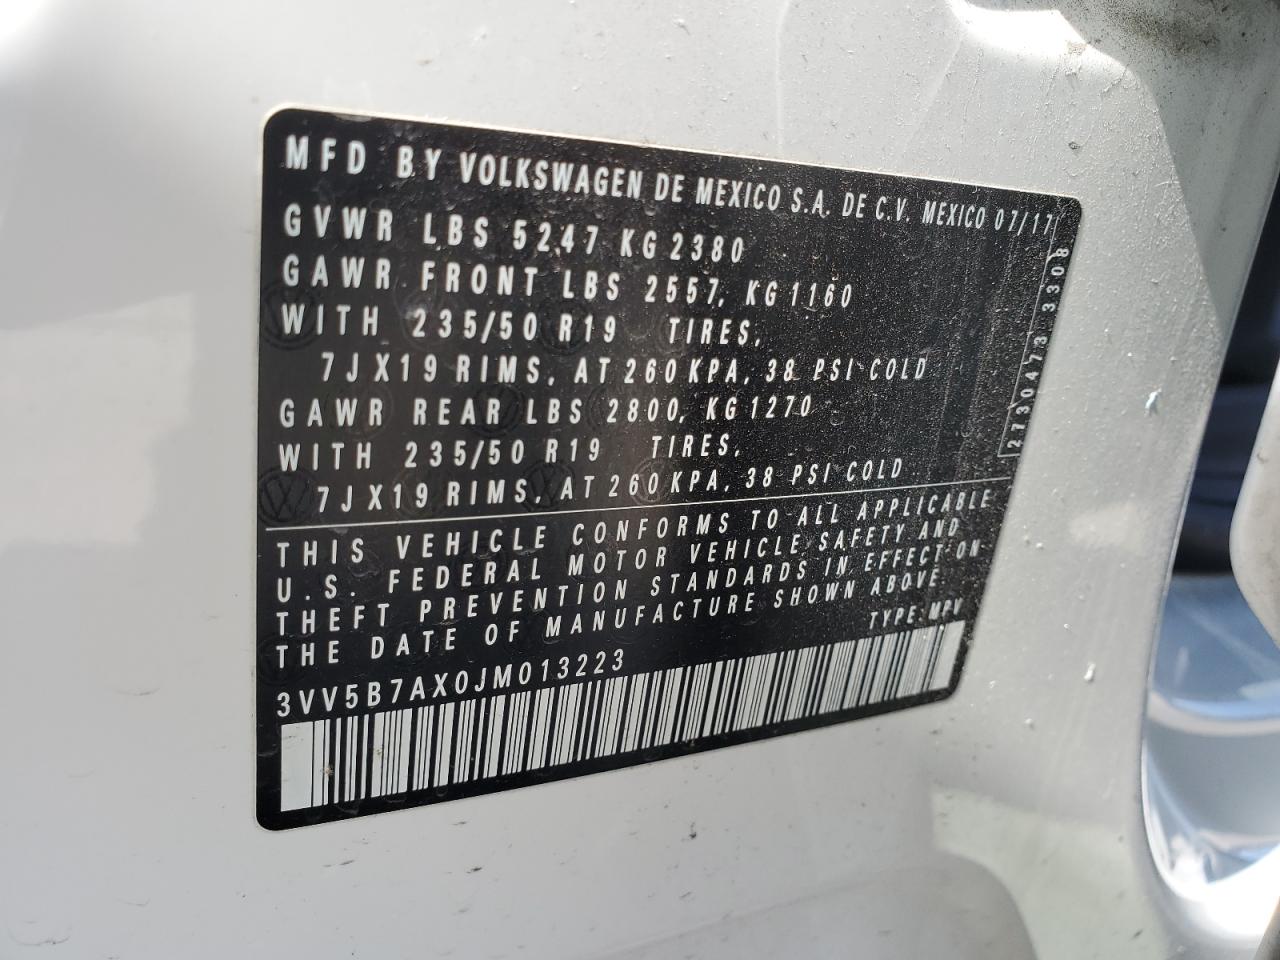 MFD BY VOLKSWAGEN DE MEXICO S.A. DE C.V. MEXICO 07/17
GVWR LBS 5247 KG 2380
GAWR FRONT LBS 2557, KG 1160
WITH 235/50 R19 TIRES,
7JX19 RIMS, AT 260 KPA, 38 PSI COLD
GAWR REAR LBS 2800, KG 1270
WITH 235/50 R19 TIRES,
7JX19 RIMS, AT 260 KPA, 38 PSI COLD
2730473 3308
THIS VEHICLE CONFORMS TO ALL APPLICABLE
U.S. FEDERAL MOTOR VEHICLE SAFETY AND
THEFT PREVENTION STANDARDS IN EFFECT ON
THE DATE OF MANUFACTURE SHOWN ABOVE.
TYPE: MPV
3VV5B7AX0JM013223